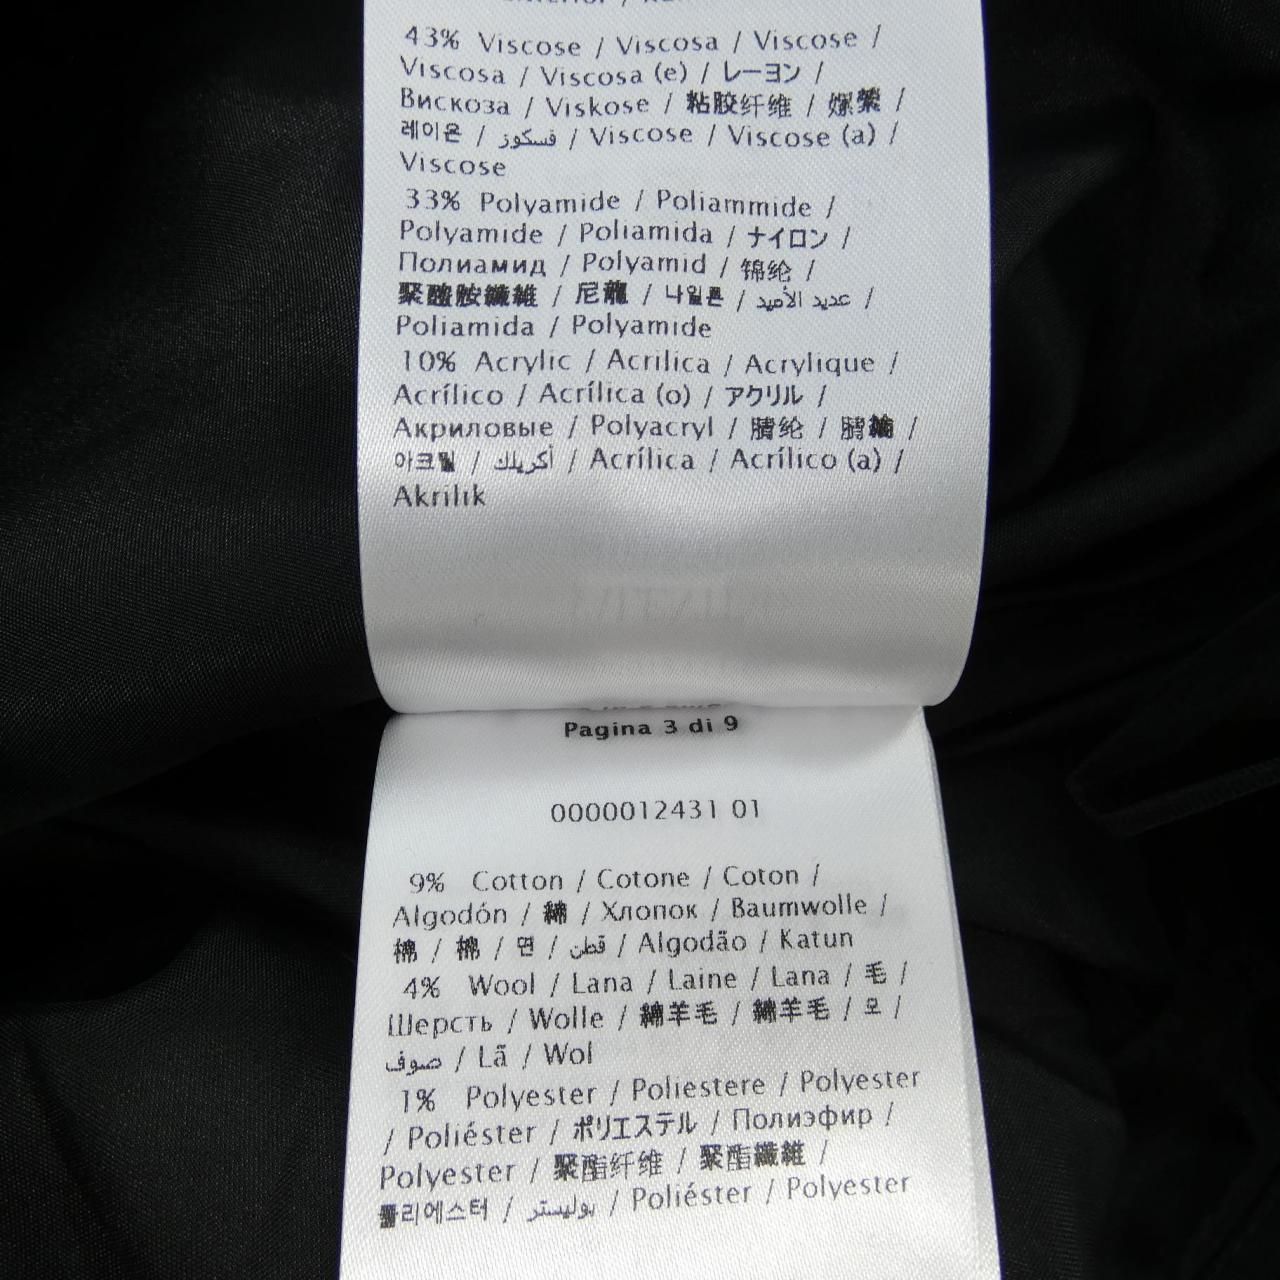 43% Viscose / Viscosa / Viscose /
Viscosa / Viscosa (e) / レーヨン /
Вискоза / Viskose / 粘胶纤维 / 嫘縈 /
레이온 / فسكوز / Viscose / Viscose (a) /
Viscose
33% Polyamide / Poliammide /
Polyamide / Poliamida / ナイロン /
Полиамид / Polyamid / 锦纶 /
聚醯胺纖維 / 尼龍 / 나일론 / عديد الأميد /
Poliamida / Polyamide
10% Acrylic / Acrilica / Acrylique /
Acrílico / Acrílica (o) / アクリル /
Акриловые / Polyacryl / 腈纶 / 腈綸 /
아크릴 / أكريلك / Acrílica / Acrílico (a) /
Akrilik
Pagina 3 di 9
0000012431 01
9% Cotton / Cotone / Coton /
Algodón / 綿 / Хлопок / Baumwolle /
棉 / 棉 / 면 / قطن / Algodão / Katun
4% Wool / Lana / Laine / Lana / 毛 /
Шерсть / Wolle / 綿羊毛 / 綿羊毛 / 모 /
صوف / Lã / Wol
1% Polyester / Poliestere / Polyester
/ Poliéster / ポリエステル / Полиэфир /
Polyester / 聚酯纤维 / 聚酯纖維 /
폴리에스터 / بوليستر / Poliéster / Polyester